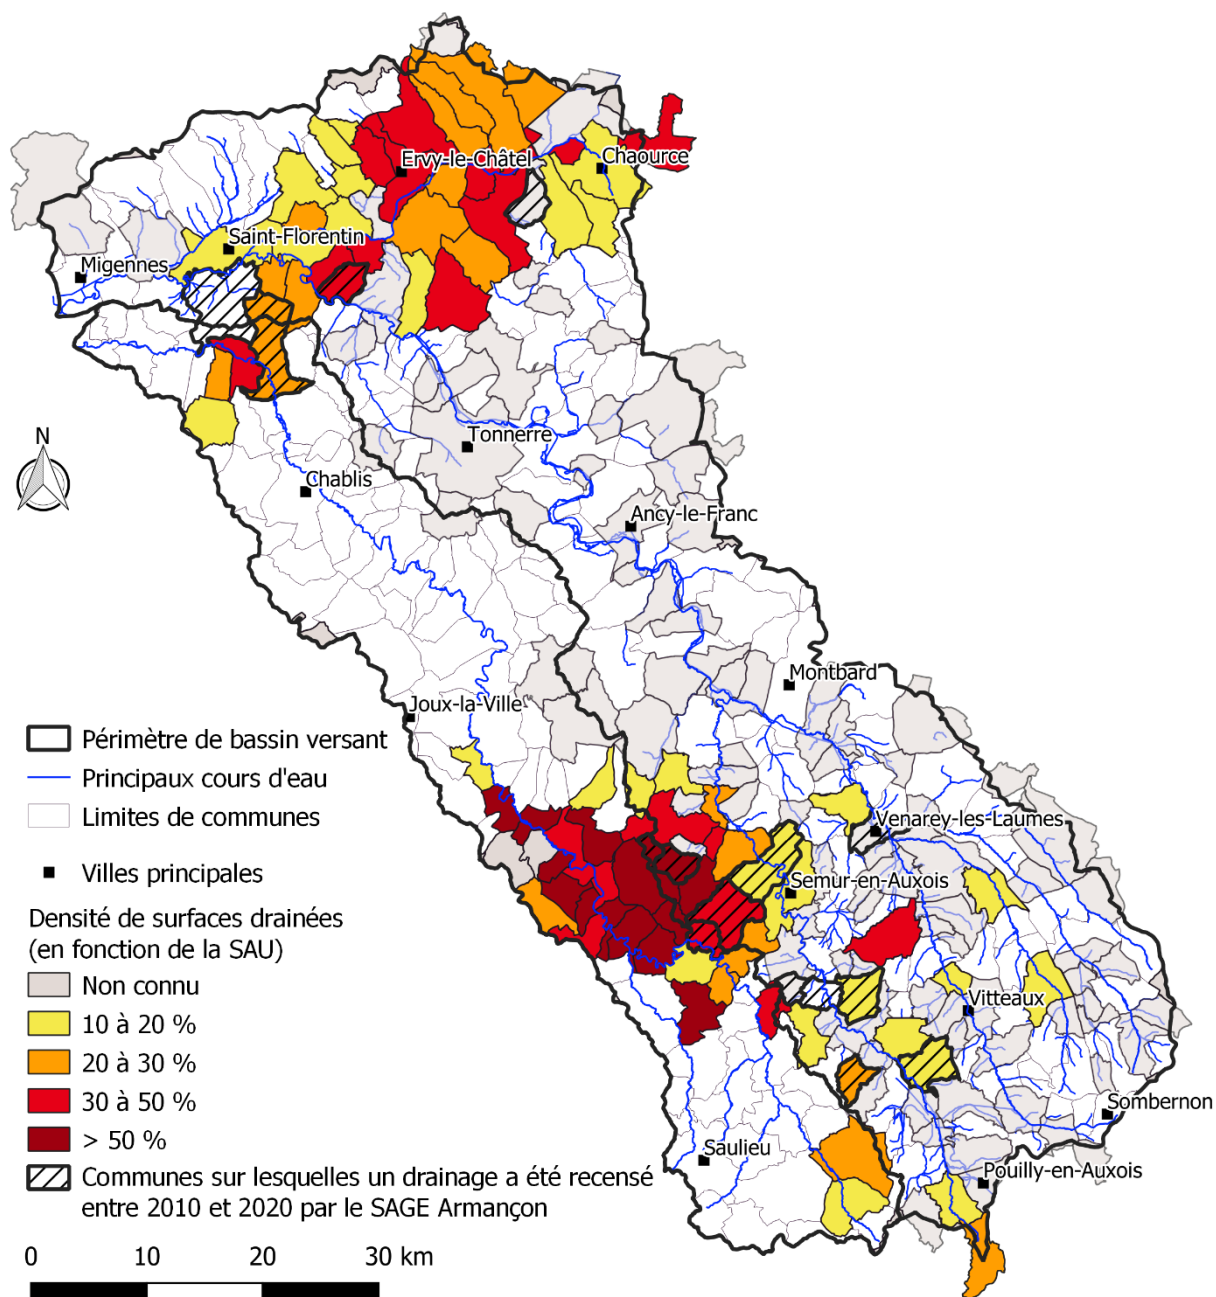 Ervy-le-Châtel
Chaource
Saint-Florentin
Migennes
N
Tonnerre
Chablis
Ancy-le-Franc
Montbard
Joux-la-Ville
Périmètre de bassin versant
Principaux cours d'eau
Limites de communes
Venarey-les-Laumes
Villes principales
Semur-en-Auxois
Densité de surfaces drainées
(en fonction de la SAU)
Non connu
Vitteaux
10 à 20 %
20 à 30 %
30 à 50 %
Sombernon
> 50 %
Saulieu
Pouilly-en-Auxois
Communes sur lesquelles un drainage a été recensé
entre 2010 et 2020 par le SAGE Armançon
0 10 20 30 km